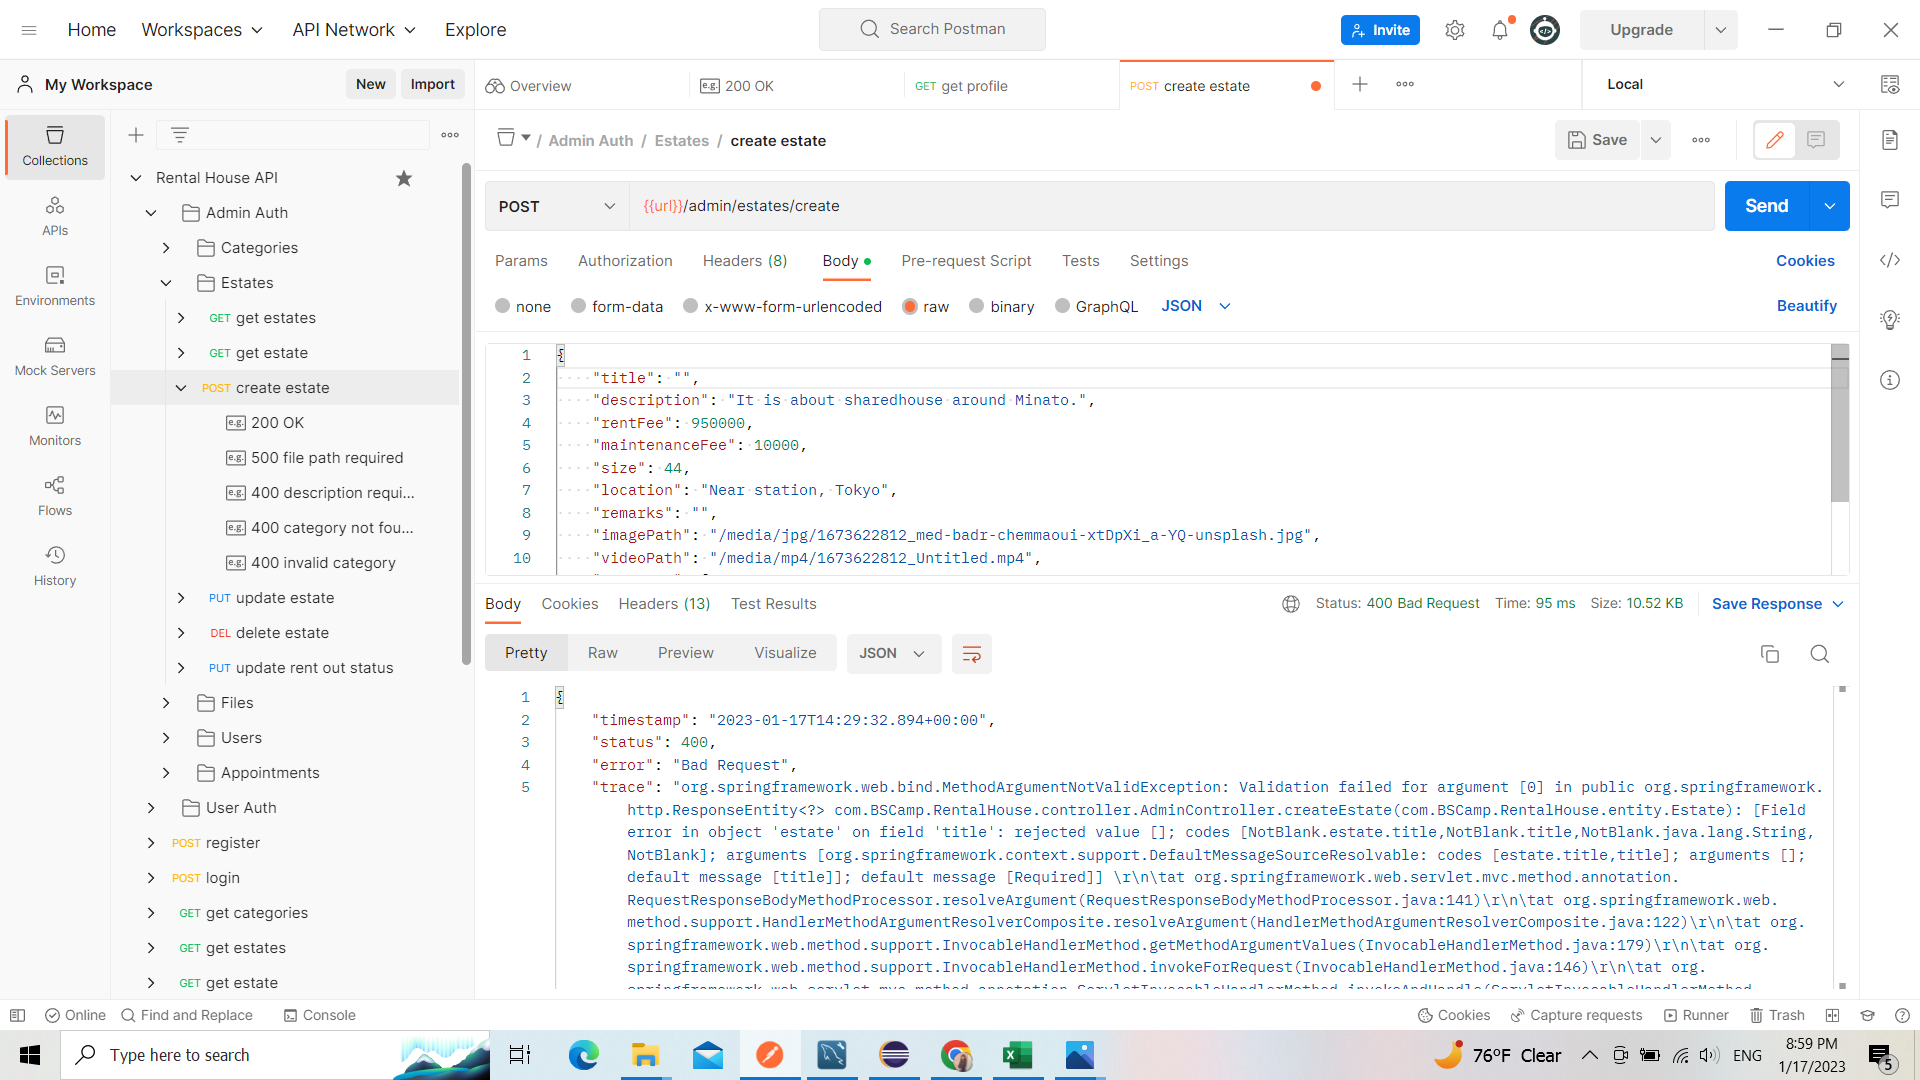 Home Workspaces API Network Explore Search Postman Invite Upgrade
My Workspace New Import Overview e.g. 200 OK GET get profile POST create estate Local
Collections
APIs
Environments
Mock Servers
Monitors
Flows
History
Rental House API
Admin Auth
Categories
Estates
GET get estates
GET get estate
POST create estate
e.g. 200 OK
e.g. 500 file path required
e.g. 400 description requi...
e.g. 400 category not fou...
e.g. 400 invalid category
PUT update estate
DEL delete estate
PUT update rent out status
Files
Users
Appointments
User Auth
POST register
POST login
GET get categories
GET get estates
GET get estate
/ Admin Auth / Estates / create estate Save
POST {{url}}/admin/estates/create Send
Params Authorization Headers (8) Body Pre-request Script Tests Settings Cookies
none form-data x-www-form-urlencoded raw binary GraphQL JSON Beautify
1 {
2 "title": "",
3 "description": "It is about sharedhouse around Minato.",
4 "rentFee": 950000,
5 "maintenanceFee": 10000,
6 "size": 44,
7 "location": "Near station, Tokyo",
8 "remarks": "",
9 "imagePath": "/media/jpg/1673622812_med-badr-chemmaoui-xtDpXi_a-YQ-unsplash.jpg",
10 "videoPath": "/media/mp4/1673622812_Untitled.mp4",
Body Cookies Headers (13) Test Results Status: 400 Bad Request Time: 95 ms Size: 10.52 KB Save Response
Pretty Raw Preview Visualize JSON
1 {
2 "timestamp": "2023-01-17T14:29:32.894+00:00",
3 "status": 400,
4 "error": "Bad Request",
5 "trace": "org.springframework.web.bind.MethodArgumentNotValidException: Validation failed for argument [0] in public org.springframework.
http.ResponseEntity<?> com.BSCamp.RentalHouse.controller.AdminController.createEstate(com.BSCamp.RentalHouse.entity.Estate): [Field
error in object 'estate' on field 'title': rejected value []; codes [NotBlank.estate.title,NotBlank.title,NotBlank.java.lang.String,
NotBlank]; arguments [org.springframework.context.support.DefaultMessageSourceResolvable: codes [estate.title,title]; arguments [];
default message [title]]; default message [Required]] \r\n\tat org.springframework.web.servlet.mvc.method.annotation.
RequestResponseBodyMethodProcessor.resolveArgument(RequestResponseBodyMethodProcessor.java:141)\r\n\tat org.springframework.web.
method.support.HandlerMethodArgumentResolverComposite.resolveArgument(HandlerMethodArgumentResolverComposite.java:122)\r\n\tat org.
springframework.web.method.support.InvocableHandlerMethod.getMethodArgumentValues(InvocableHandlerMethod.java:179)\r\n\tat org.
springframework.web.method.support.InvocableHandlerMethod.invokeForRequest(InvocableHandlerMethod.java:146)\r\n\tat org.
springframework.web.servlet.mvc.method.annotation.ServletInvocableHandlerMethod.invokeAndHandle(ServletInvocableHandlerMethod.
Online Find and Replace Console Cookies Capture requests Runner Trash
Type here to search 76°F Clear ENG 8:59 PM
1/17/2023 5